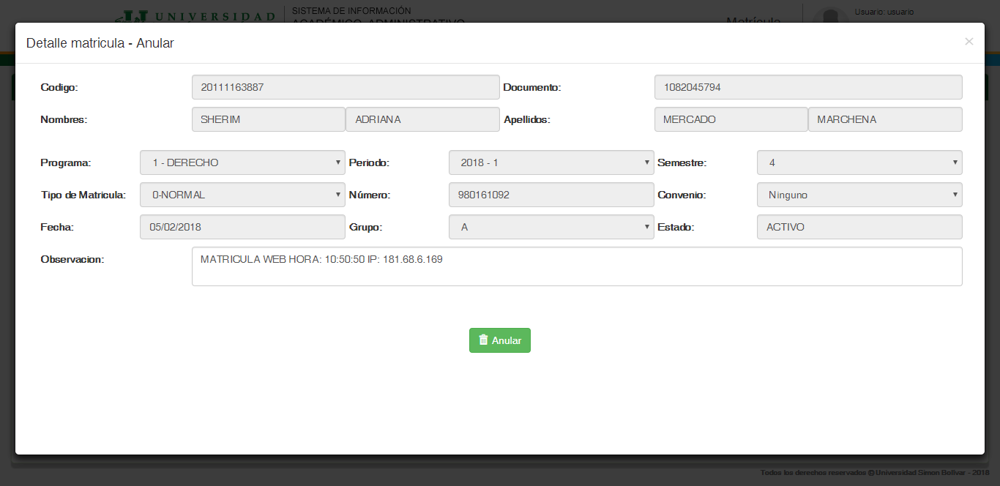 UNIVERSIDAD
SISTEMA DE INFORMACIÓN
ACADÉMICO ADMINISTRATIVO
Matrícula
Usuario: usuario
Detalle matricula - Anular
×
Codigo: 20111163887 Documento: 1082045794
Nombres: SHERIM ADRIANA Apellidos: MERCADO MARCHENA
Programa: 1 - DERECHO Periodo: 2018 - 1 Semestre: 4
Tipo de Matricula: 0-NORMAL Número: 980161092 Convenio: Ninguno
Fecha: 05/02/2018 Grupo: A Estado: ACTIVO
Observacion: MATRICULA WEB HORA: 10:50:50 IP: 181.68.6.169
Anular
Todos los derechos reservados © Universidad Simon Bolivar - 2018